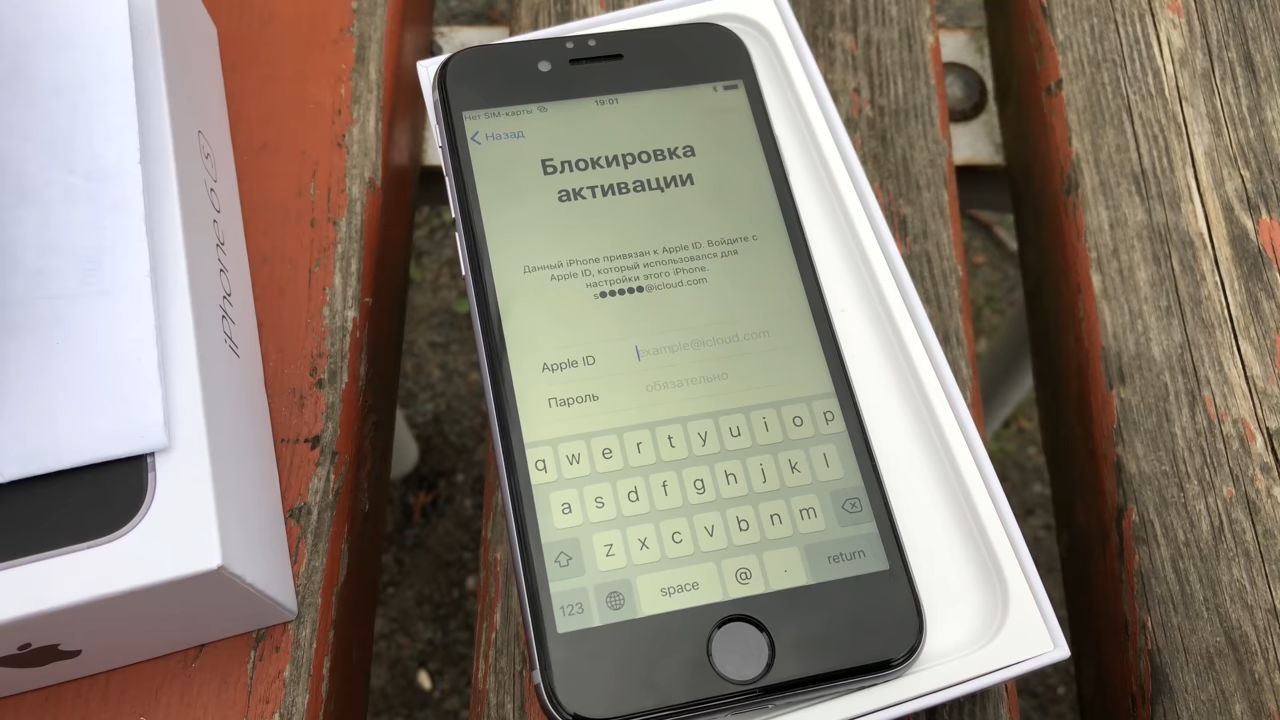 iPhone 6 S
Нет SIM-карты
19:01
Назад
Блокировка
активации
Данный iPhone привязан к Apple ID. Войдите с
Apple ID, который использовался для
настройки этого iPhone.
s●●●●●@icloud.com
Apple ID example@icloud.com
Пароль обязательно
q w e r t y u i o p
a s d f g h j k l
z x c v b n m
123 space @ . return